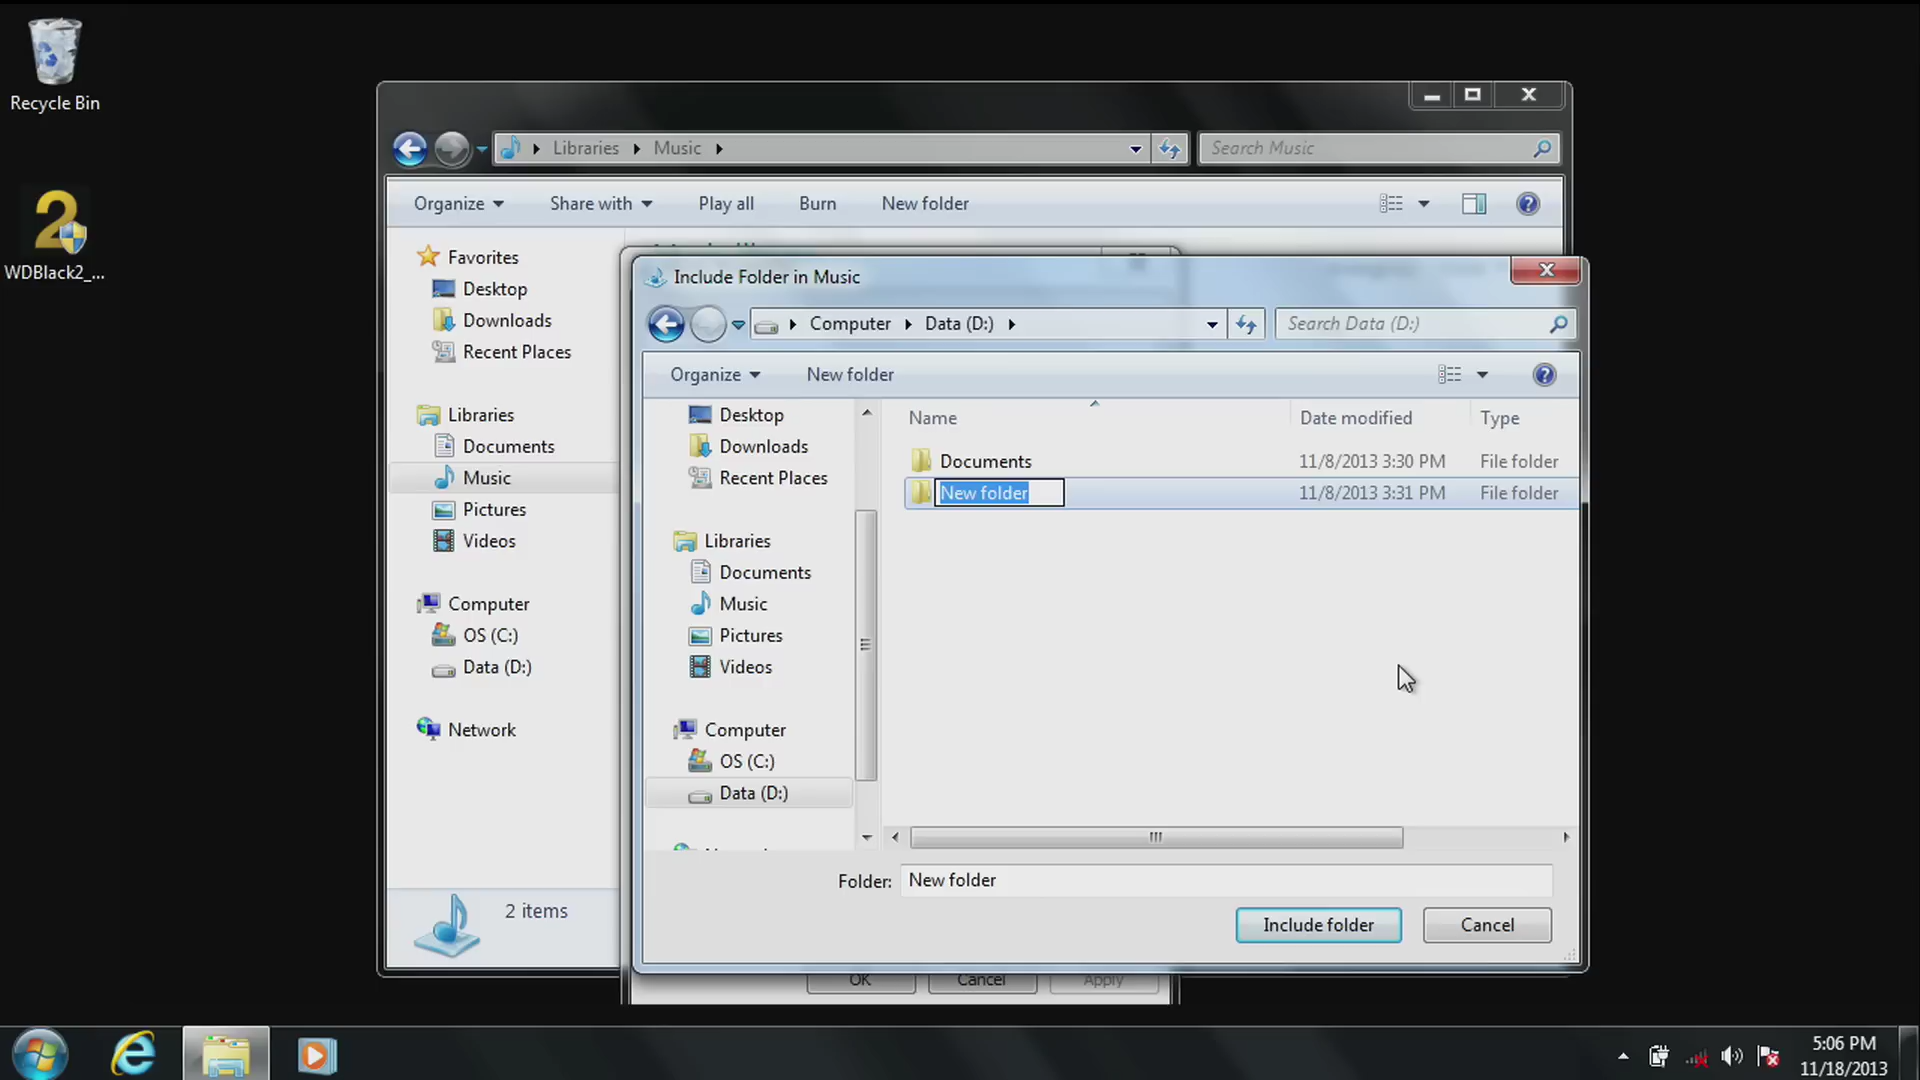 Recycle Bin
WDBlack2_...
Libraries
Music
Search Music
Organize
Share with
Play all
Burn
New folder
Favorites
Desktop
Downloads
Recent Places
Libraries
Documents
Music
Pictures
Videos
Computer
OS (C:)
Data (D:)
Network
2 items
Include Folder in Music
Computer
Data (D:)
Search Data (D:)
Organize
New folder
Desktop
Downloads
Recent Places
Libraries
Documents
Music
Pictures
Videos
Computer
OS (C:)
Data (D:)
Name
Date modified
Type
Documents 11/8/2013 3:30 PM File folder
New folder 11/8/2013 3:31 PM File folder
Folder: New folder
Include folder
Cancel
OK
Cancel
Apply
5:06 PM
11/18/2013